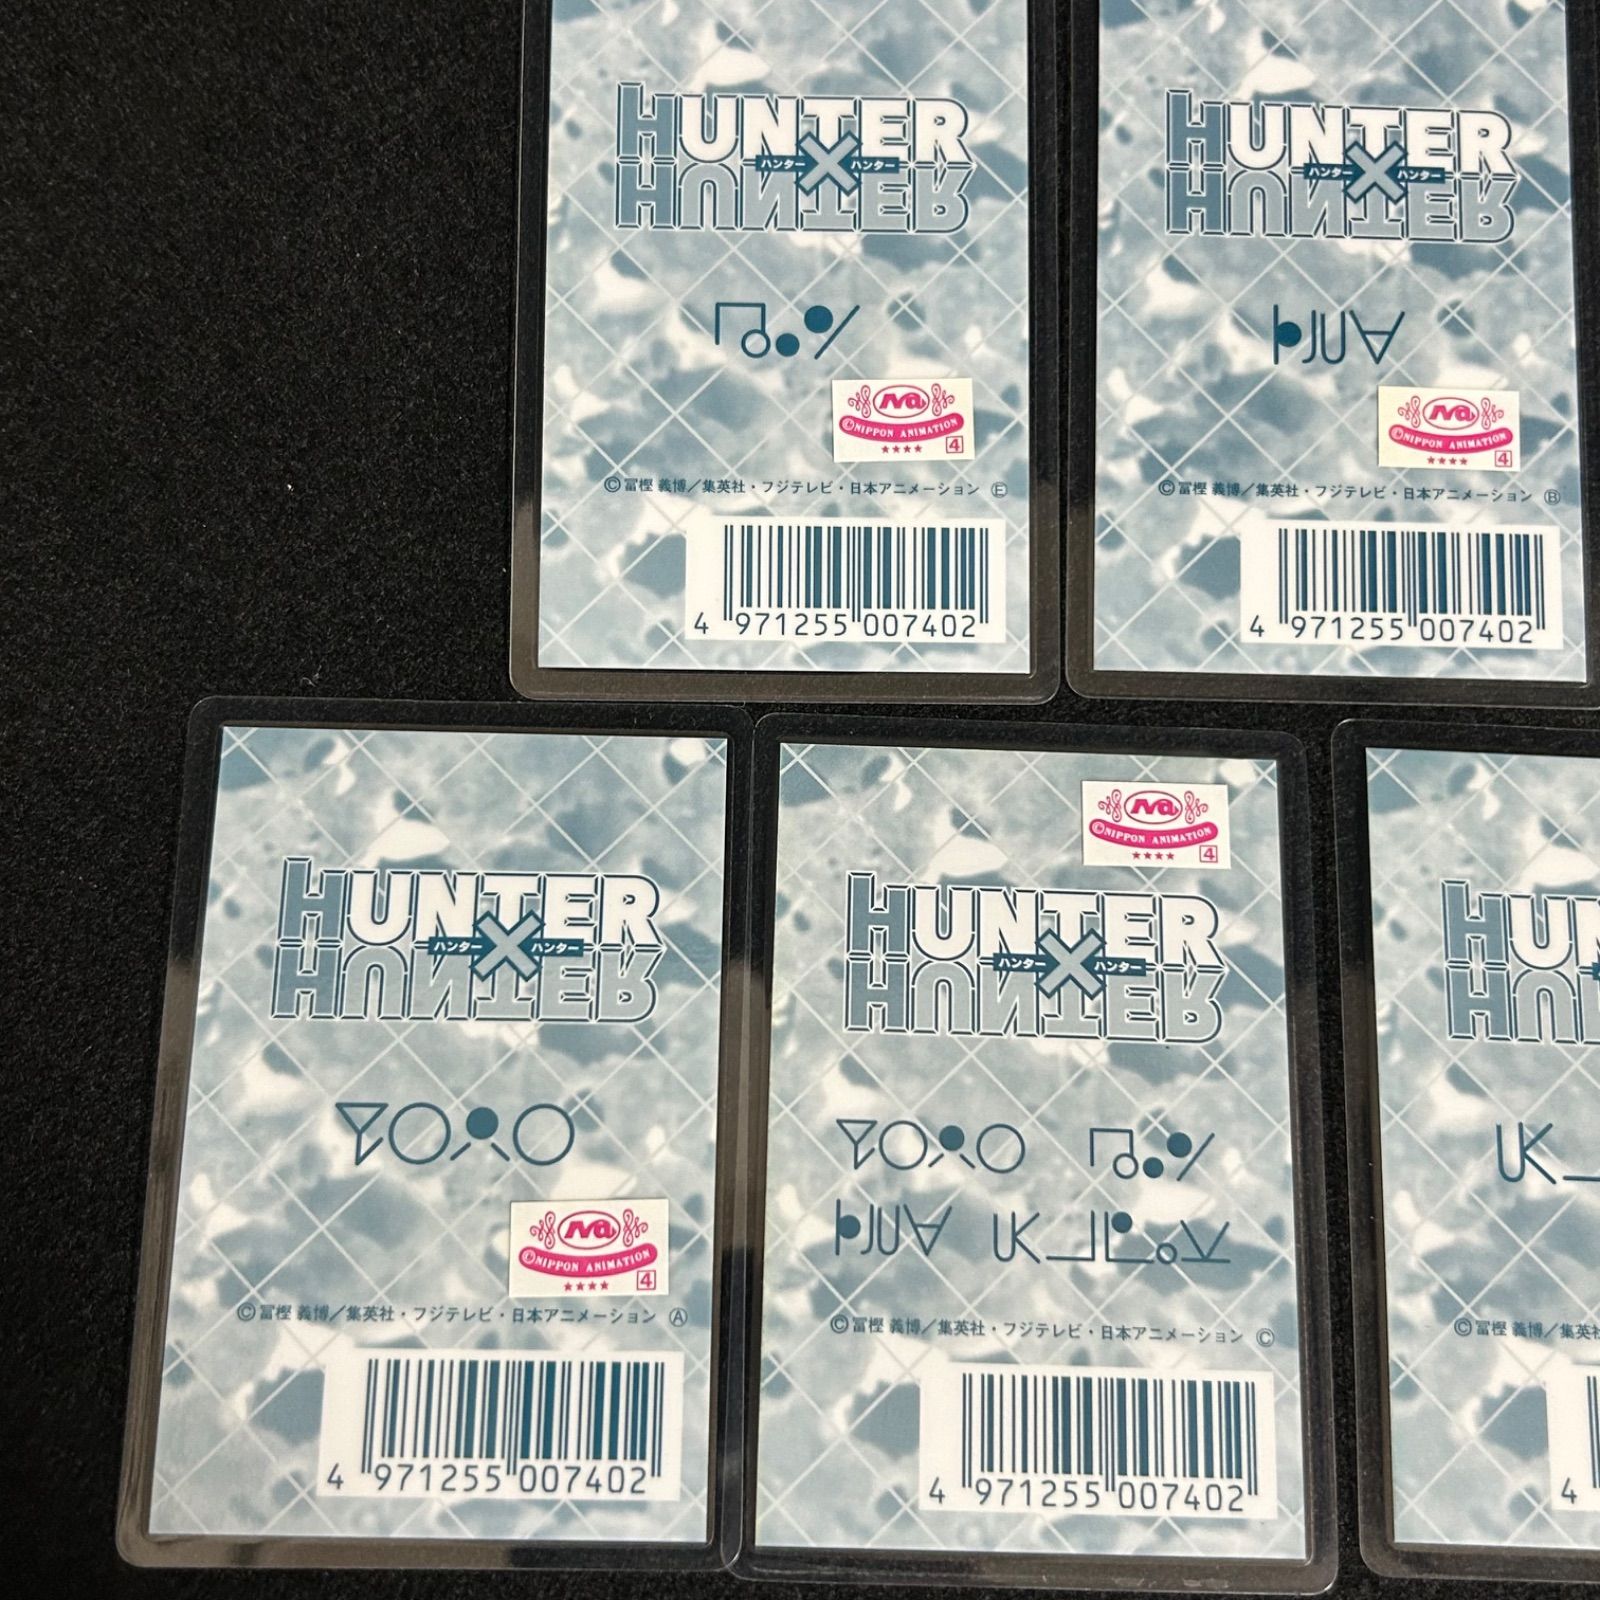 HUNTER
ハンター × ハンター
HUNTER
©NIPPON ANIMATION
★★★★ 4
©冨樫 義博／集英社・フジテレビ・日本アニメーション Ⓔ
4 971255 007402
HUNTER
ハンター × ハンター
HUNTER
©NIPPON ANIMATION
★★★★ 4
©冨樫 義博／集英社・フジテレビ・日本アニメーション Ⓑ
4 971255 007402
HUNTER
ハンター × ハンター
HUNTER
©NIPPON ANIMATION
★★★★ 4
©冨樫 義博／集英社・フジテレビ・日本アニメーション Ⓐ
4 971255 007402
©NIPPON ANIMATION
★★★★ 4
HUNTER
ハンター × ハンター
HUNTER
©冨樫 義博／集英社・フジテレビ・日本アニメーション Ⓒ
4 971255 007402
HUN
HUN
©冨樫 義博／集英
4